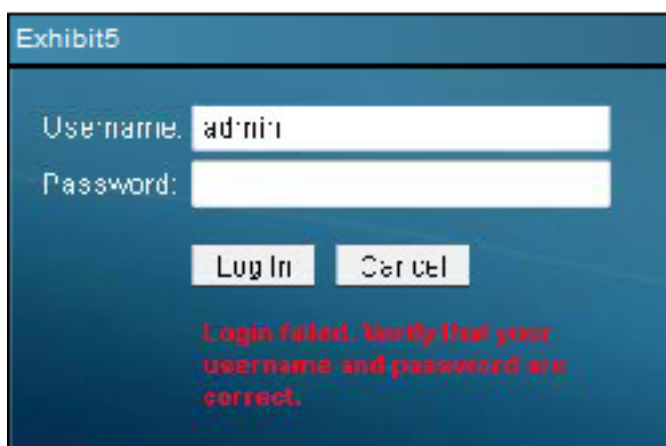 Exhibit5
Username: admin
Password:
Log In Cancel
Login failed. Verify that your
username and password are
correct.